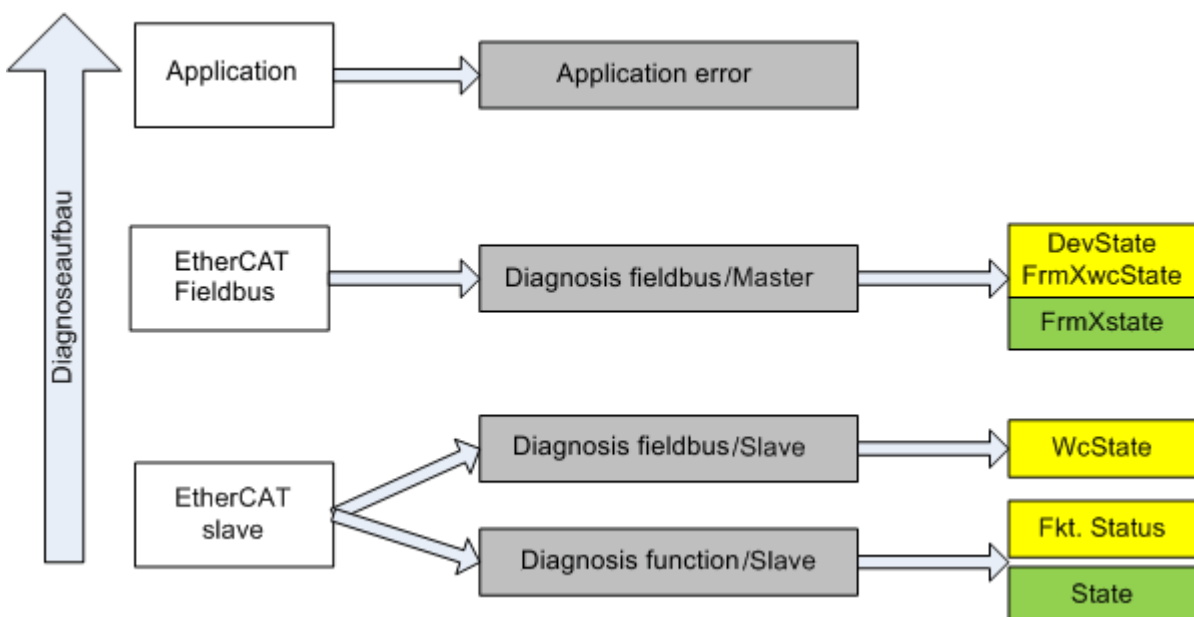 Diagnoseaufbau
Application
Application error
EtherCAT
Fieldbus
Diagnosis fieldbus/Master
DevState
FrmXwcState
FrmXstate
EtherCAT
slave
Diagnosis fieldbus/Slave
WcState
Diagnosis function/Slave
Fkt. Status
State